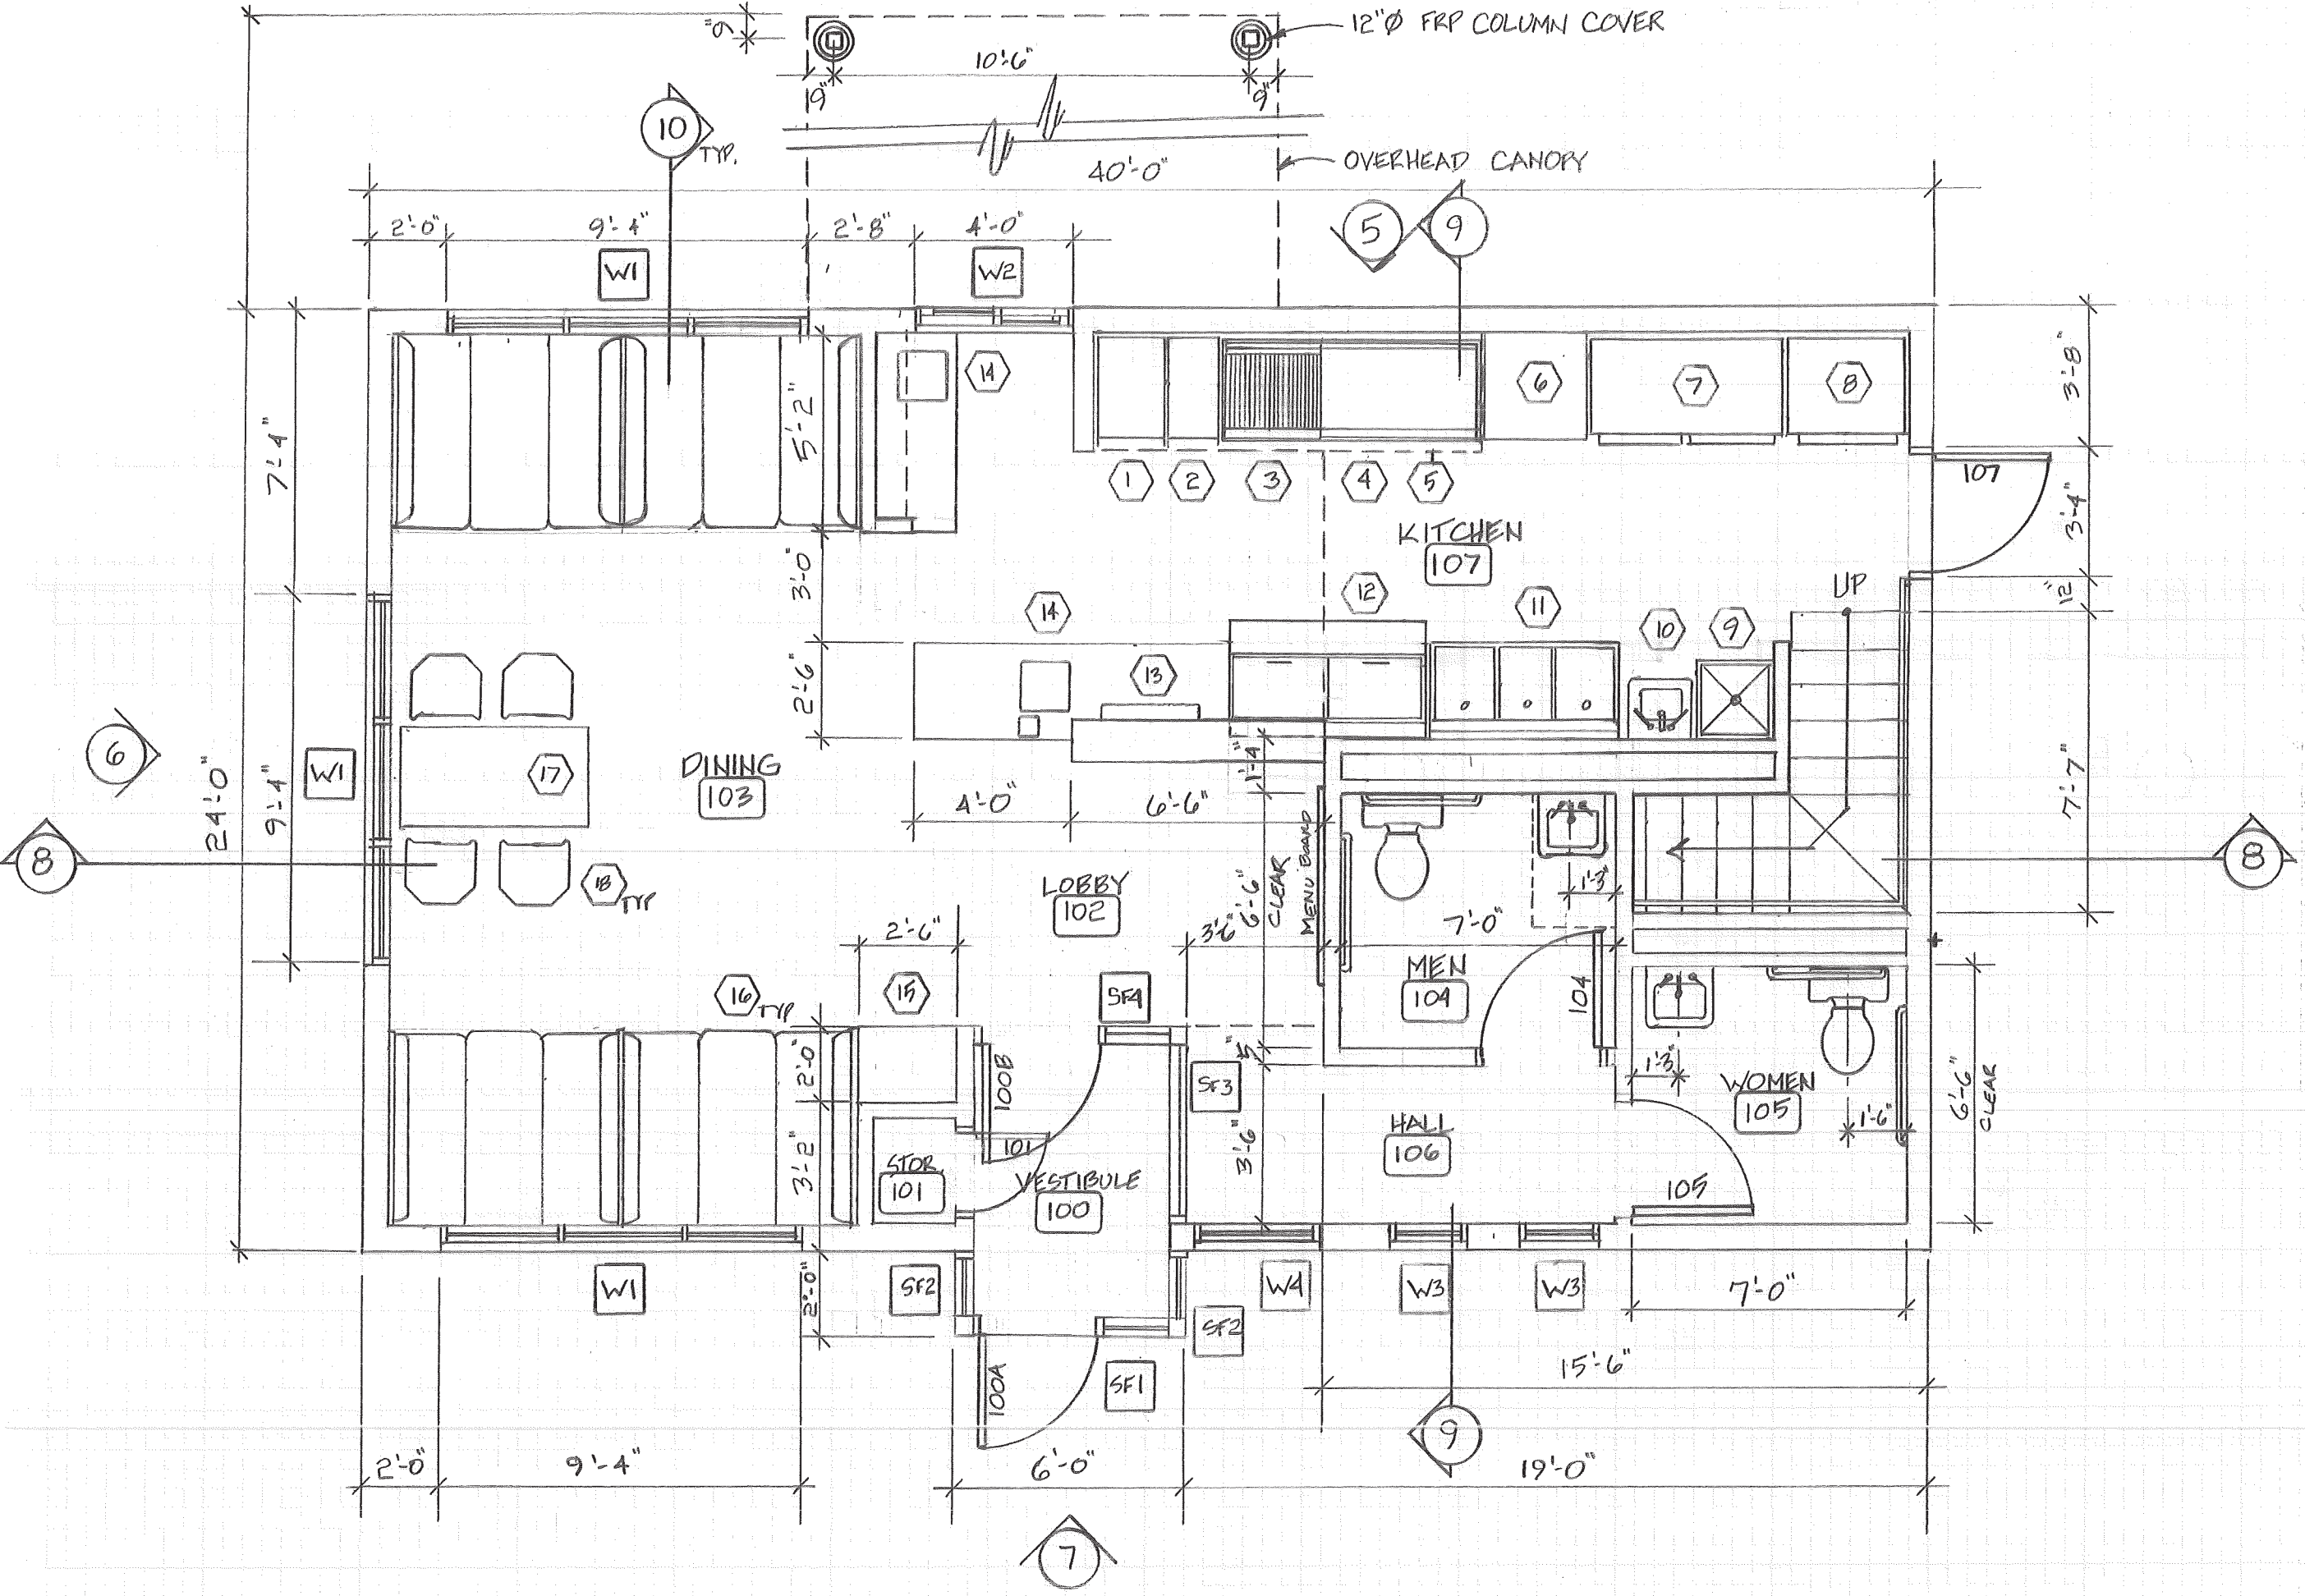 9"
12"Ø FRP COLUMN COVER
10'-6"
9"
9"
10
TYP.
OVERHEAD CANOPY
40'-0"
2'-0"
9'-4"
2'-8"
4'-0"
5
9
W1
W2
14
6
7
8
3'-8"
5'-2"
7'-4"
1
2
3
4
5
107
3'-4"
KITCHEN
107
3'-0"
UP
12"
14
12
11
10
9
2'-6"
13
6
W1
DINING
103
17
1'-4"
7'-7"
24'-0"
9'-4"
4'-0"
6'-6"
MENU BOARD
8
18
TYP
LOBBY
102
6'-6"
CLEAR
1'-3"
8
2'-6"
3'-6"
7'-0"
16
TYP
15
SF4
MEN
104
104
2'-0"
100B
5"
SF3
1'-3"
WOMEN
105
1'-6"
6'-6"
CLEAR
3'-2"
STOR.
101
101
VESTIBULE
100
3'-6"
HALL
106
105
W1
2'-0"
SF2
W4
W3
W3
7'-0"
SF2
100A
SF1
15'-6"
2'-0"
9'-4"
6'-0"
9
19'-0"
7